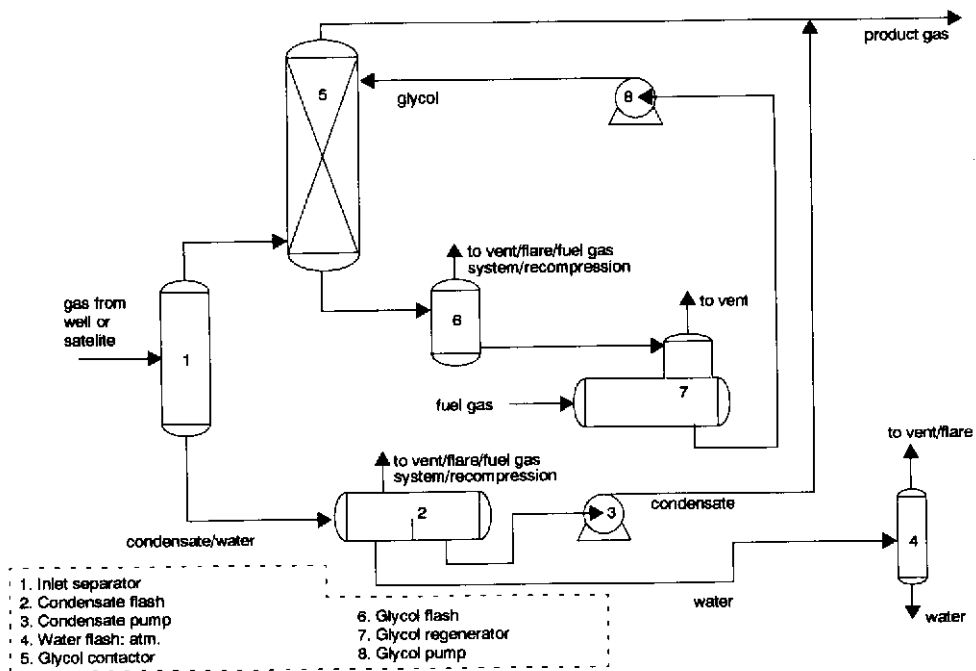 product gas
5
glycol
8
to vent/flare/fuel gas
system/recompression
gas from
well or
satelite
1
6
to vent
7
fuel gas
to vent/flare
to vent/flare/fuel gas
system/recompression
2
3
condensate
4
condensate/water
water
water
1. Inlet separator
2. Condensate flash
3. Condensate pump
4. Water flash: atm.
5. Glycol contactor
6. Glycol flash
7. Glycol regenerator
8. Glycol pump